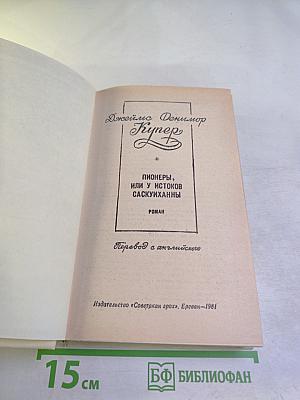 Джеймс Фенимор
Купер
ПИОНЕРЫ,
ИЛИ У ИСТОКОВ
САСКУИХАННЫ
РОМАН
Перевод с английского
Издательство «Советакан грох», Ереван—1981
15 см
БФ БИБЛИОФАН